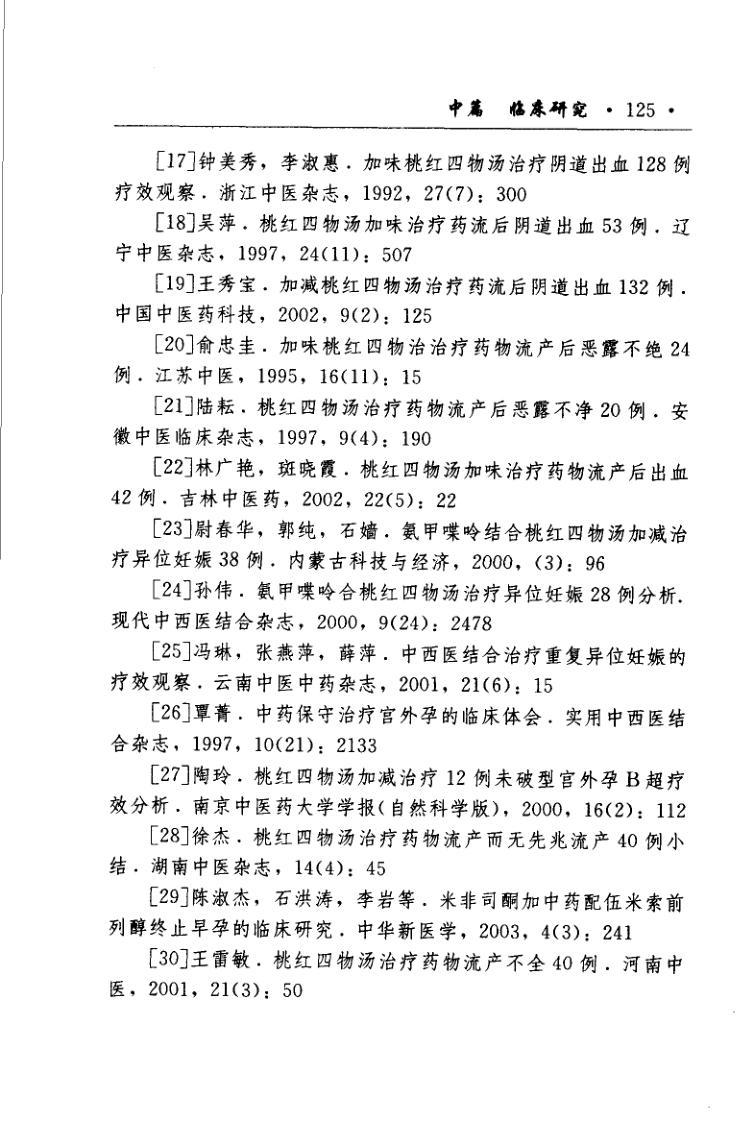 中篇　临床研究 · 125 ·
[17]钟美秀，李淑惠．加味桃红四物汤治疗阴道出血 128 例
疗效观察．浙江中医杂志，1992，27(7)：300
[18]吴萍．桃红四物汤加味治疗药流后阴道出血 53 例．辽
宁中医杂志，1997，24(11)：507
[19]王秀宝．加减桃红四物汤治疗药流后阴道出血 132 例．
中国中医药科技，2002，9(2)：125
[20]俞忠圭．加味桃红四物治治疗药物流产后恶露不绝 24
例．江苏中医，1995，16(11)：15
[21]陆耘．桃红四物汤治疗药物流产后恶露不净 20 例．安
徽中医临床杂志，1997，9(4)：190
[22]林广艳，斑晓霞．桃红四物汤加味治疗药物流产后出血
42 例．吉林中医药，2002，22(5)：22
[23]尉春华，郭纯，石嫱．氨甲喋呤结合桃红四物汤加减治
疗异位妊娠 38 例．内蒙古科技与经济，2000，(3)：96
[24]孙伟．氨甲喋呤合桃红四物汤治疗异位妊娠 28 例分析.
现代中西医结合杂志，2000，9(24)：2478
[25]冯琳，张燕萍，薛萍．中西医结合治疗重复异位妊娠的
疗效观察．云南中医中药杂志，2001，21(6)：15
[26]覃菁．中药保守治疗宫外孕的临床体会．实用中西医结
合杂志，1997，10(21)：2133
[27]陶玲．桃红四物汤加减治疗 12 例未破型宫外孕 B 超疗
效分析．南京中医药大学学报(自然科学版)，2000，16(2)：112
[28]徐杰．桃红四物汤治疗药物流产而无先兆流产 40 例小
结．湖南中医杂志，14(4)：45
[29]陈淑杰，石洪涛，李岩等．米非司酮加中药配伍米索前
列醇终止早孕的临床研究．中华新医学，2003，4(3)：241
[30]王雷敏．桃红四物汤治疗药物流产不全 40 例．河南中
医，2001，21(3)：50